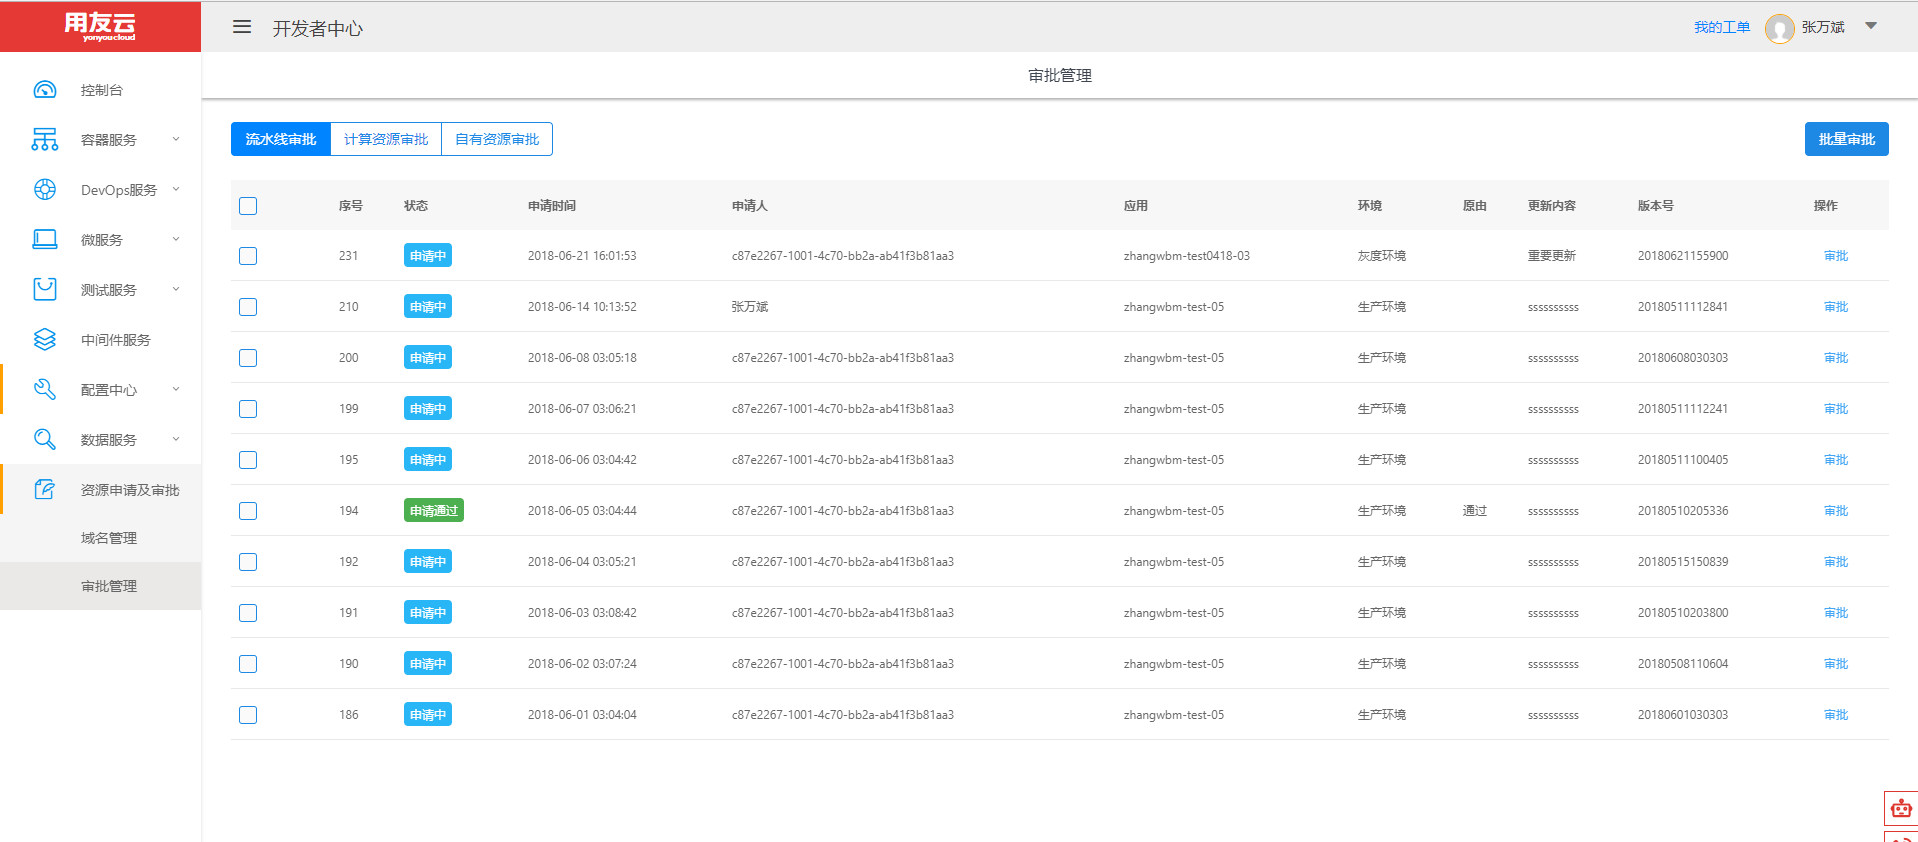 用友云
yonyoucloud
开发者中心
我的工单 张万斌
控制台
容器服务
DevOps服务
微服务
测试服务
中间件服务
配置中心
数据服务
资源申请及审批
域名管理
审批管理
审批管理
流水线审批 计算资源审批 自有资源审批 批量审批
序号 状态 申请时间 申请人 应用 环境 原由 更新内容 版本号 操作
231 申请中 2018-06-21 16:01:53 c87e2267-1001-4c70-bb2a-ab41f3b81aa3 zhangwbm-test0418-03 灰度环境 重要更新 20180621155900 审批
210 申请中 2018-06-14 10:13:52 张万斌 zhangwbm-test-05 生产环境 ssssssssss 20180511112841 审批
200 申请中 2018-06-08 03:05:18 c87e2267-1001-4c70-bb2a-ab41f3b81aa3 zhangwbm-test-05 生产环境 ssssssssss 20180608030303 审批
199 申请中 2018-06-07 03:06:21 c87e2267-1001-4c70-bb2a-ab41f3b81aa3 zhangwbm-test-05 生产环境 ssssssssss 20180511112241 审批
195 申请中 2018-06-06 03:04:42 c87e2267-1001-4c70-bb2a-ab41f3b81aa3 zhangwbm-test-05 生产环境 ssssssssss 20180511100405 审批
194 申请通过 2018-06-05 03:04:44 c87e2267-1001-4c70-bb2a-ab41f3b81aa3 zhangwbm-test-05 生产环境 通过 ssssssssss 20180510205336 审批
192 申请中 2018-06-04 03:05:21 c87e2267-1001-4c70-bb2a-ab41f3b81aa3 zhangwbm-test-05 生产环境 ssssssssss 20180515150839 审批
191 申请中 2018-06-03 03:08:42 c87e2267-1001-4c70-bb2a-ab41f3b81aa3 zhangwbm-test-05 生产环境 ssssssssss 20180510203800 审批
190 申请中 2018-06-02 03:07:24 c87e2267-1001-4c70-bb2a-ab41f3b81aa3 zhangwbm-test-05 生产环境 ssssssssss 20180508110604 审批
186 申请中 2018-06-01 03:04:04 c87e2267-1001-4c70-bb2a-ab41f3b81aa3 zhangwbm-test-05 生产环境 ssssssssss 20180601030303 审批